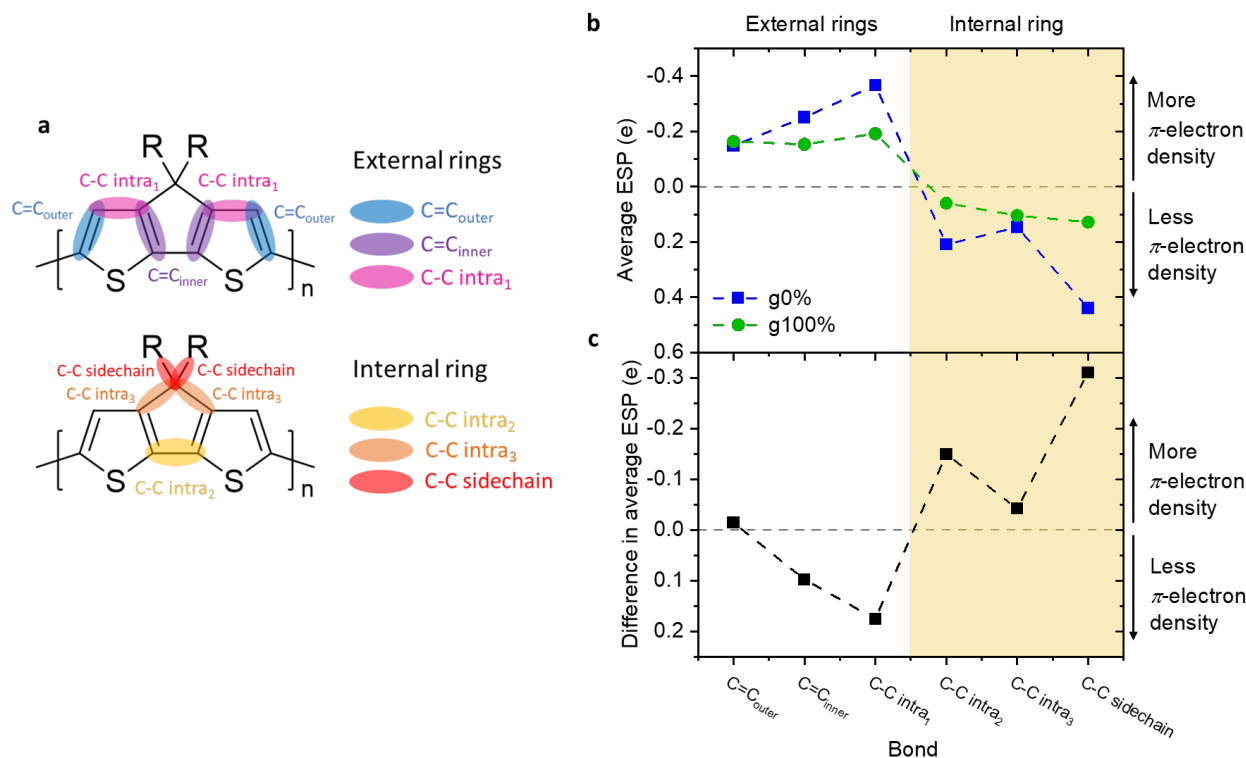 a
R R
C-C intra₁ C-C intra₁
C=Cₒᵤₜₑᵣ C=Cₒᵤₜₑᵣ
S S
C=Cᵢₙₙₑᵣ
n
External rings
C=Cₒᵤₜₑᵣ
C=Cᵢₙₙₑᵣ
C-C intra₁
R R
C-C sidechain C-C sidechain
C-C intra₃ C-C intra₃
S S
C-C intra₂
n
Internal ring
C-C intra₂
C-C intra₃
C-C sidechain
b
External rings Internal ring
Average ESP (e)
-0.4
-0.2
0.0
0.2
0.4
0.6
g0%
g100%
More
π-electron
density
Less
π-electron
density
c
Difference in average ESP (e)
-0.3
-0.2
-0.1
0.0
0.1
0.2
More
π-electron
density
Less
π-electron
density
C=Cₒᵤₜₑᵣ
C=Cᵢₙₙₑᵣ
C-C intra₁
C-C intra₂
C-C intra₃
C-C sidechain
Bond